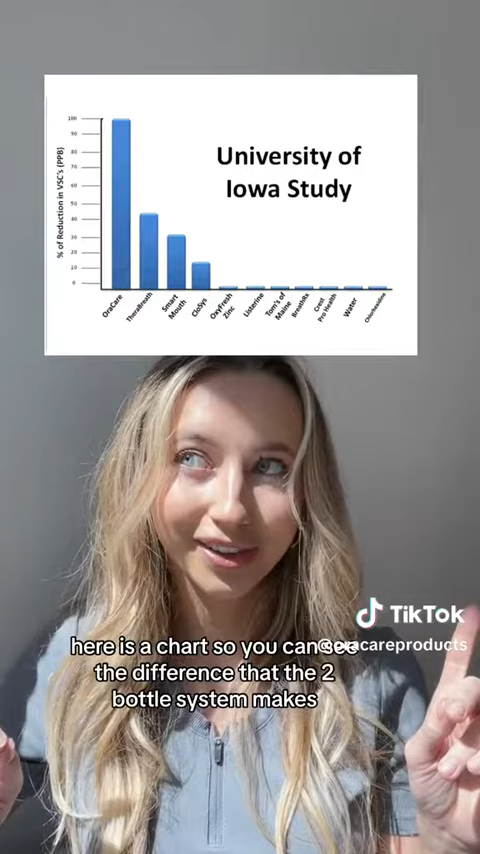 University of
Iowa Study
% of Reduction in VSC's (PPB)
100
90
80
70
60
50
40
30
20
10
0
OraCare
TheraBreath
Smart
Mouth
CloSys
OxyFresh
Zinc
Listerine
Tom's of
Maine
BreathRx
Crest
Pro Health
Water
Chlorhexidine
TikTok
@oracareproducts
here is a chart so you can see
the difference that the 2
bottle system makes